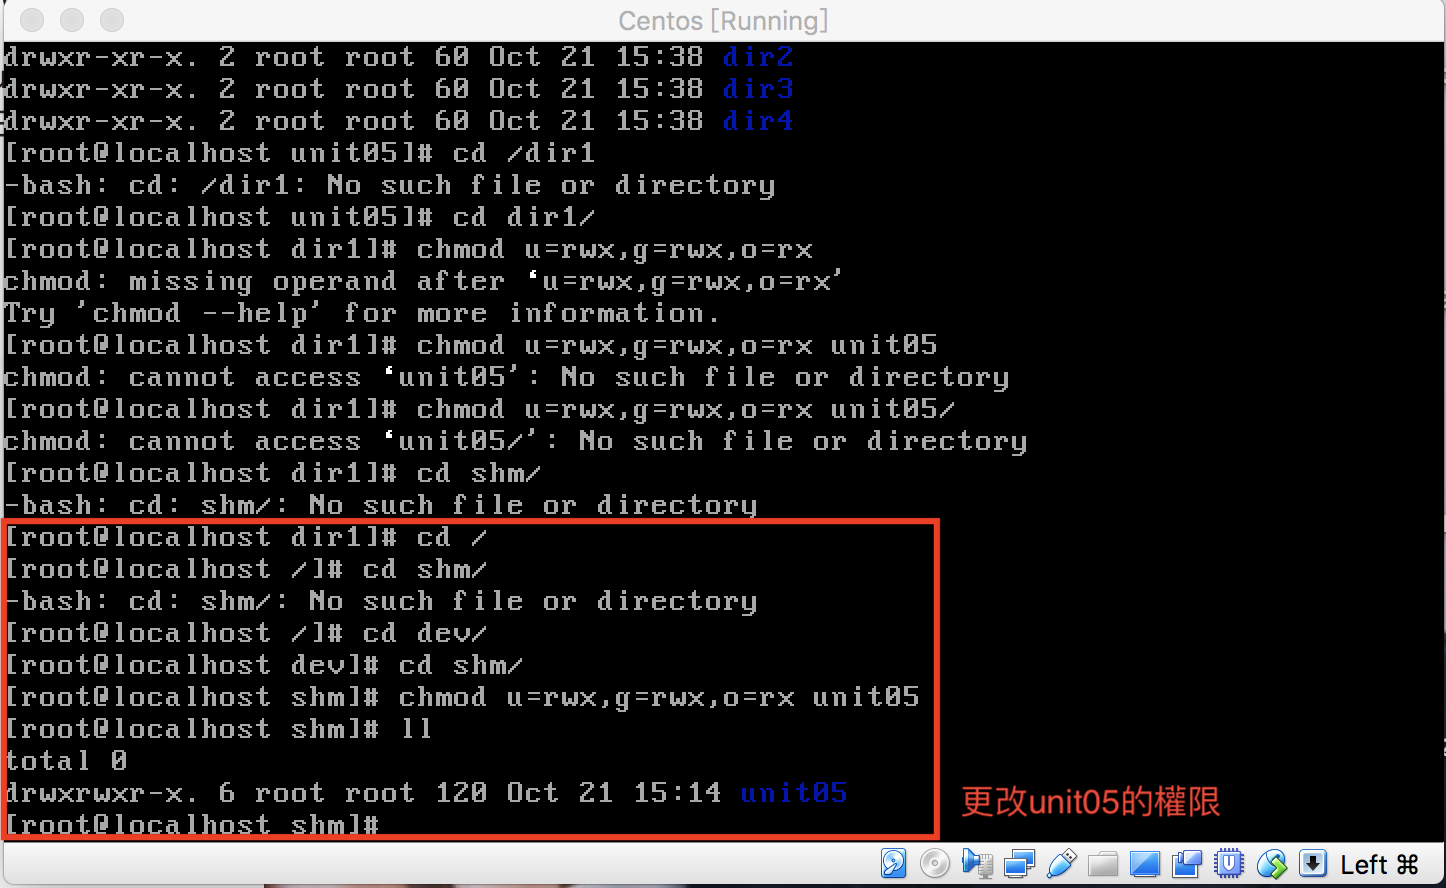 Centos [Running]
drwxr-xr-x. 2 root root 60 Oct 21 15:38 dir2
drwxr-xr-x. 2 root root 60 Oct 21 15:38 dir3
drwxr-xr-x. 2 root root 60 Oct 21 15:38 dir4
[root@localhost unit05]# cd /dir1
-bash: cd: /dir1: No such file or directory
[root@localhost unit05]# cd dir1/
[root@localhost dir1]# chmod u=rwx,g=rwx,o=rx
chmod: missing operand after ‘u=rwx,g=rwx,o=rx’
Try 'chmod --help' for more information.
[root@localhost dir1]# chmod u=rwx,g=rwx,o=rx unit05
chmod: cannot access ‘unit05’: No such file or directory
[root@localhost dir1]# chmod u=rwx,g=rwx,o=rx unit05/
chmod: cannot access ‘unit05/’: No such file or directory
[root@localhost dir1]# cd shm/
-bash: cd: shm/: No such file or directory
[root@localhost dir1]# cd /
[root@localhost /]# cd shm/
-bash: cd: shm/: No such file or directory
[root@localhost /]# cd dev/
[root@localhost dev]# cd shm/
[root@localhost shm]# chmod u=rwx,g=rwx,o=rx unit05
[root@localhost shm]# ll
total 0
drwxrwxr-x. 6 root root 120 Oct 21 15:14 unit05
更改unit05的權限
[root@localhost shm]#
Left ⌘